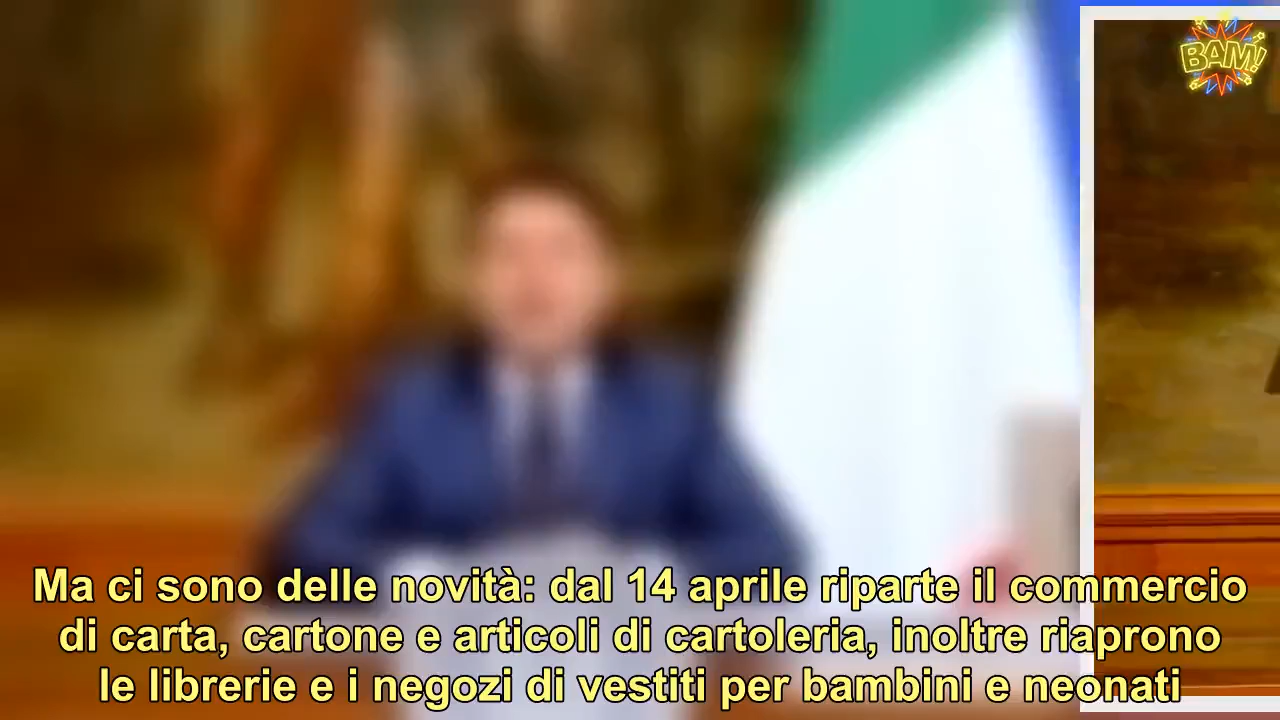 BAM!
Ma ci sono delle novità: dal 14 aprile riparte il commercio
di carta, cartone e articoli di cartoleria, inoltre riaprono
le librerie e i negozi di vestiti per bambini e neonati